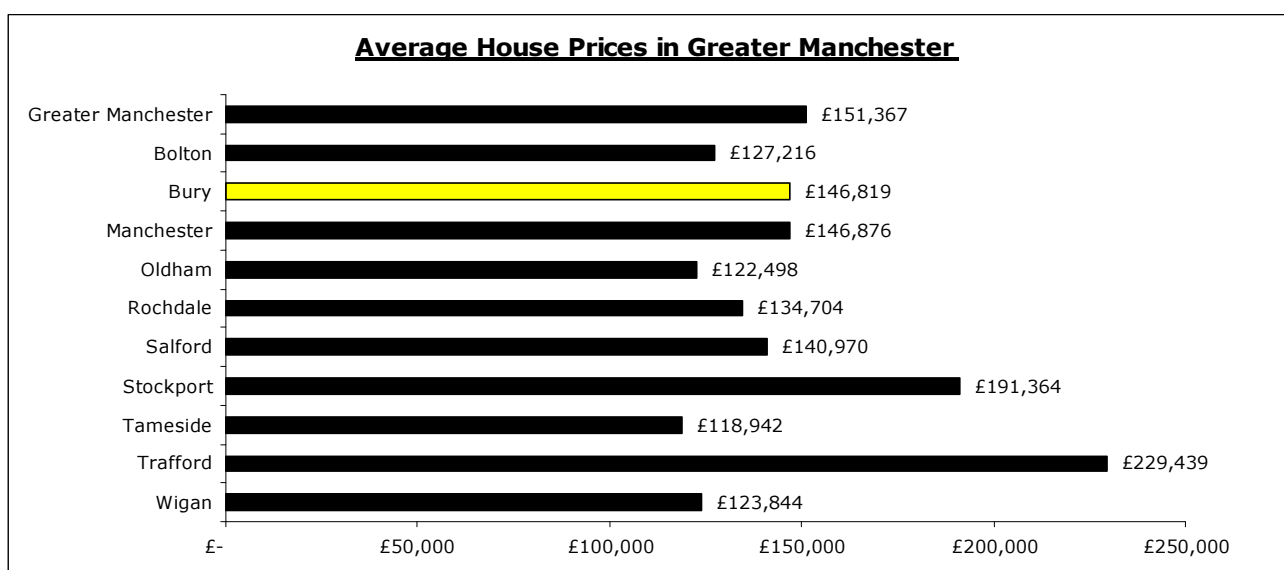 Average House Prices in Greater Manchester
Greater Manchester £151,367
Bolton £127,216
Bury £146,819
Manchester £146,876
Oldham £122,498
Rochdale £134,704
Salford £140,970
Stockport £191,364
Tameside £118,942
Trafford £229,439
Wigan £123,844
£- £50,000 £100,000 £150,000 £200,000 £250,000